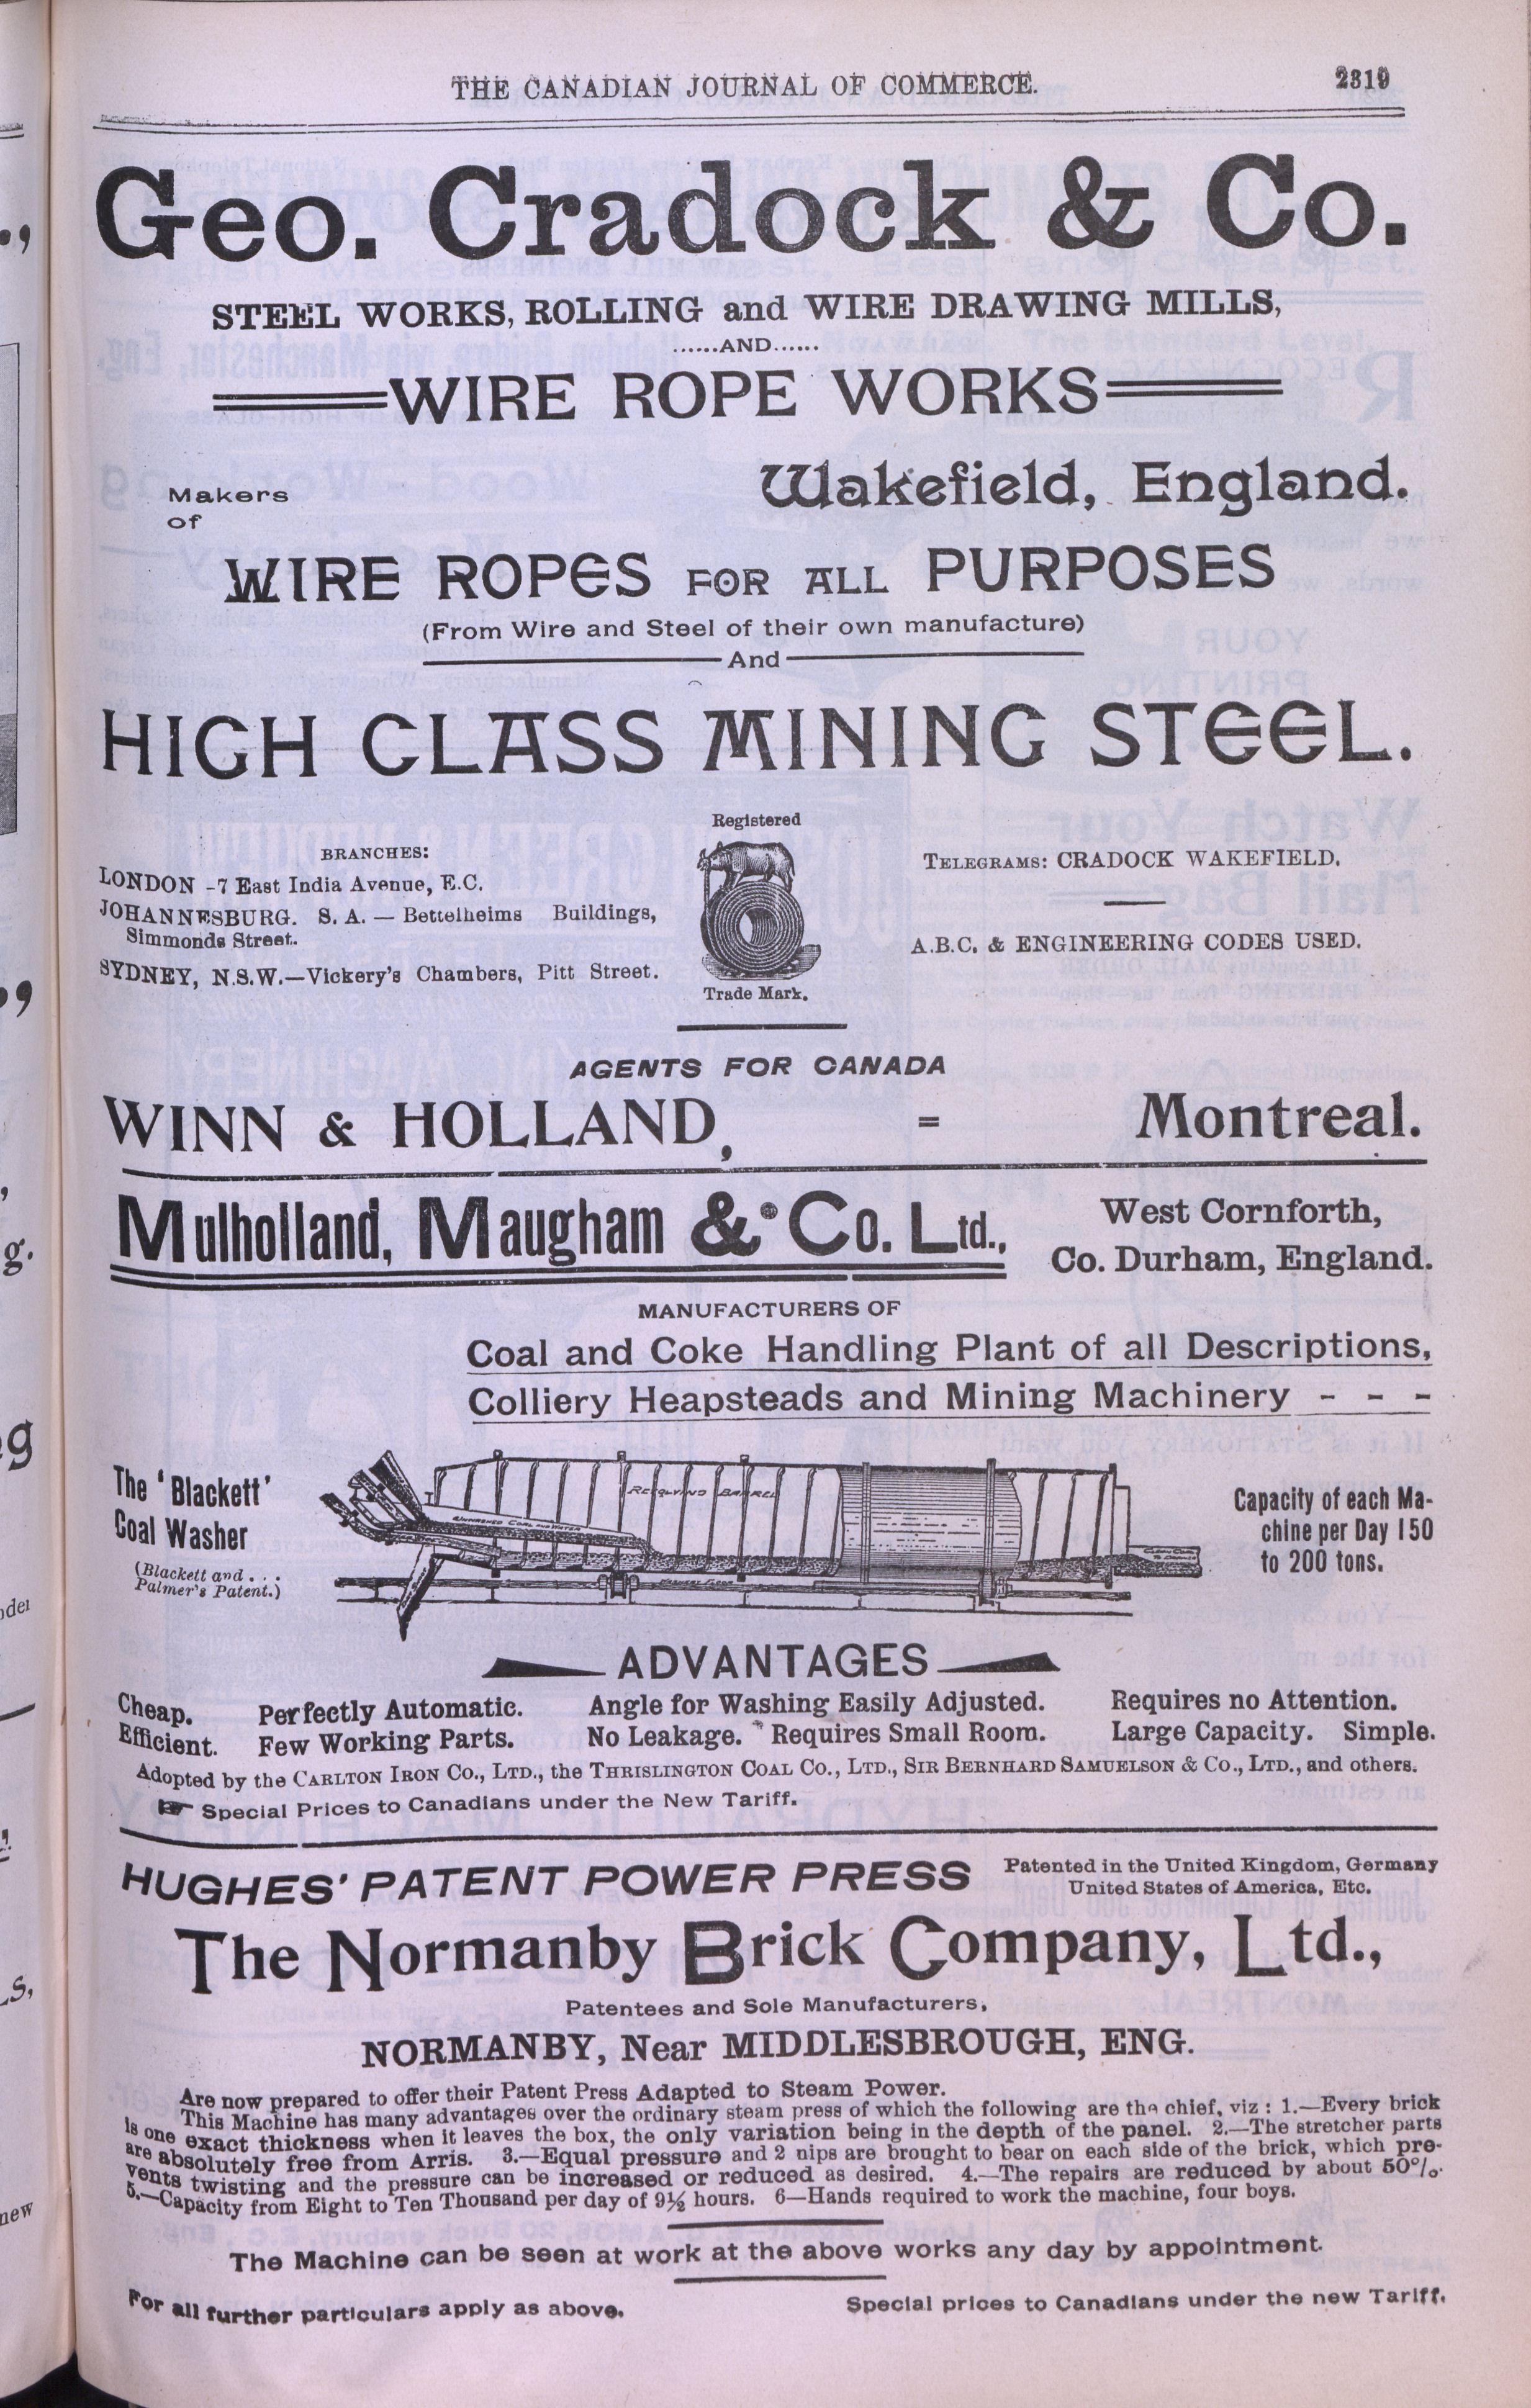 THE CANADIAN JOURNAL OF COMMERCE.
2319
Geo. Cradock & Co.
STEEL WORKS, ROLLING and WIRE DRAWING MILLS,
......AND......
WIRE ROPE WORKS
Wakefield, England.
Makers
of
WIRE ROPES FOR ALL PURPOSES
(From Wire and Steel of their own manufacture)
And
HIGH CLASS MINING STEEL.
BRANCHES:
LONDON -7 East India Avenue, E.C.
JOHANNESBURG. S. A. — Bettelheims Buildings,
Simmonds Street.
SYDNEY, N.S.W.—Vickery's Chambers, Pitt Street.
Registered
Trade Mark.
TELEGRAMS: CRADOCK WAKEFIELD.
A.B.C. & ENGINEERING CODES USED.
AGENTS FOR CANADA
WINN & HOLLAND, = Montreal.
Mulholland, Maugham & Co. Ltd.,
West Cornforth,
Co. Durham, England.
MANUFACTURERS OF
Coal and Coke Handling Plant of all Descriptions,
Colliery Heapsteads and Mining Machinery - - -
The 'Blackett'
Coal Washer
(Blackett and . . .
Palmer's Patent.)
REVOLVING BARREL
UNWASHED COAL AND WATER
Capacity of each Ma-
chine per Day 150
to 200 tons.
ADVANTAGES
Cheap. Perfectly Automatic. Angle for Washing Easily Adjusted. Requires no Attention.
Efficient. Few Working Parts. No Leakage. Requires Small Room. Large Capacity. Simple.
Adopted by the CARLTON IRON CO., LTD., the THRISLINGTON COAL CO., LTD., SIR BERNHARD SAMUELSON & CO., LTD., and others.
☛ Special Prices to Canadians under the New Tariff.
HUGHES' PATENT POWER PRESS
Patented in the United Kingdom, Germany
United States of America, Etc.
The Normanby Brick Company, Ltd.,
Patentees and Sole Manufacturers,
NORMANBY, Near MIDDLESBROUGH, ENG.
Are now prepared to offer their Patent Press Adapted to Steam Power.
This Machine has many advantages over the ordinary steam press of which the following are the chief, viz : 1.—Every brick
is one exact thickness when it leaves the box, the only variation being in the depth of the panel. 2.—The stretcher parts
are absolutely free from Arris. 3.—Equal pressure and 2 nips are brought to bear on each side of the brick, which pre-
vents twisting and the pressure can be increased or reduced as desired. 4.—The repairs are reduced by about 50%.
5.—Capacity from Eight to Ten Thousand per day of 9½ hours. 6—Hands required to work the machine, four boys.
The Machine can be seen at work at the above works any day by appointment.
For all further particulars apply as above.
Special prices to Canadians under the new Tariff.